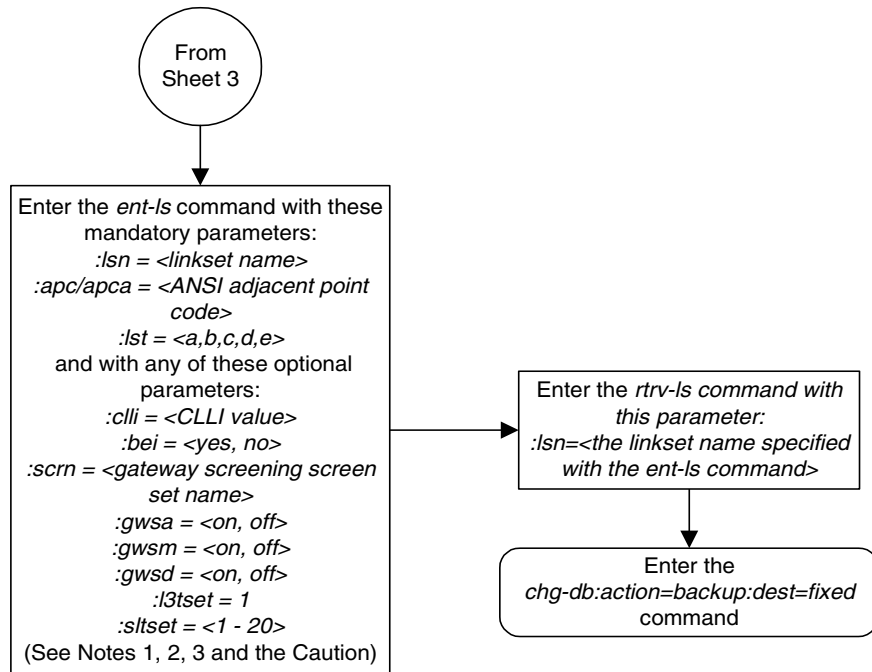 From
Sheet 3
Enter the ent-ls command with these
mandatory parameters:
:lsn = <linkset name>
:apc/apca = <ANSI adjacent point
code>
:lst = <a,b,c,d,e>
and with any of these optional
parameters:
:clli = <CLLI value>
:bei = <yes, no>
:scrn = <gateway screening screen
set name>
:gwsa = <on, off>
:gwsm = <on, off>
:gwsd = <on, off>
:l3tset = 1
:sltset = <1 - 20>
(See Notes 1, 2, 3 and the Caution)
Enter the rtrv-ls command with
this parameter:
:lsn=<the linkset name specified
with the ent-ls command>
Enter the
chg-db:action=backup:dest=fixed
command